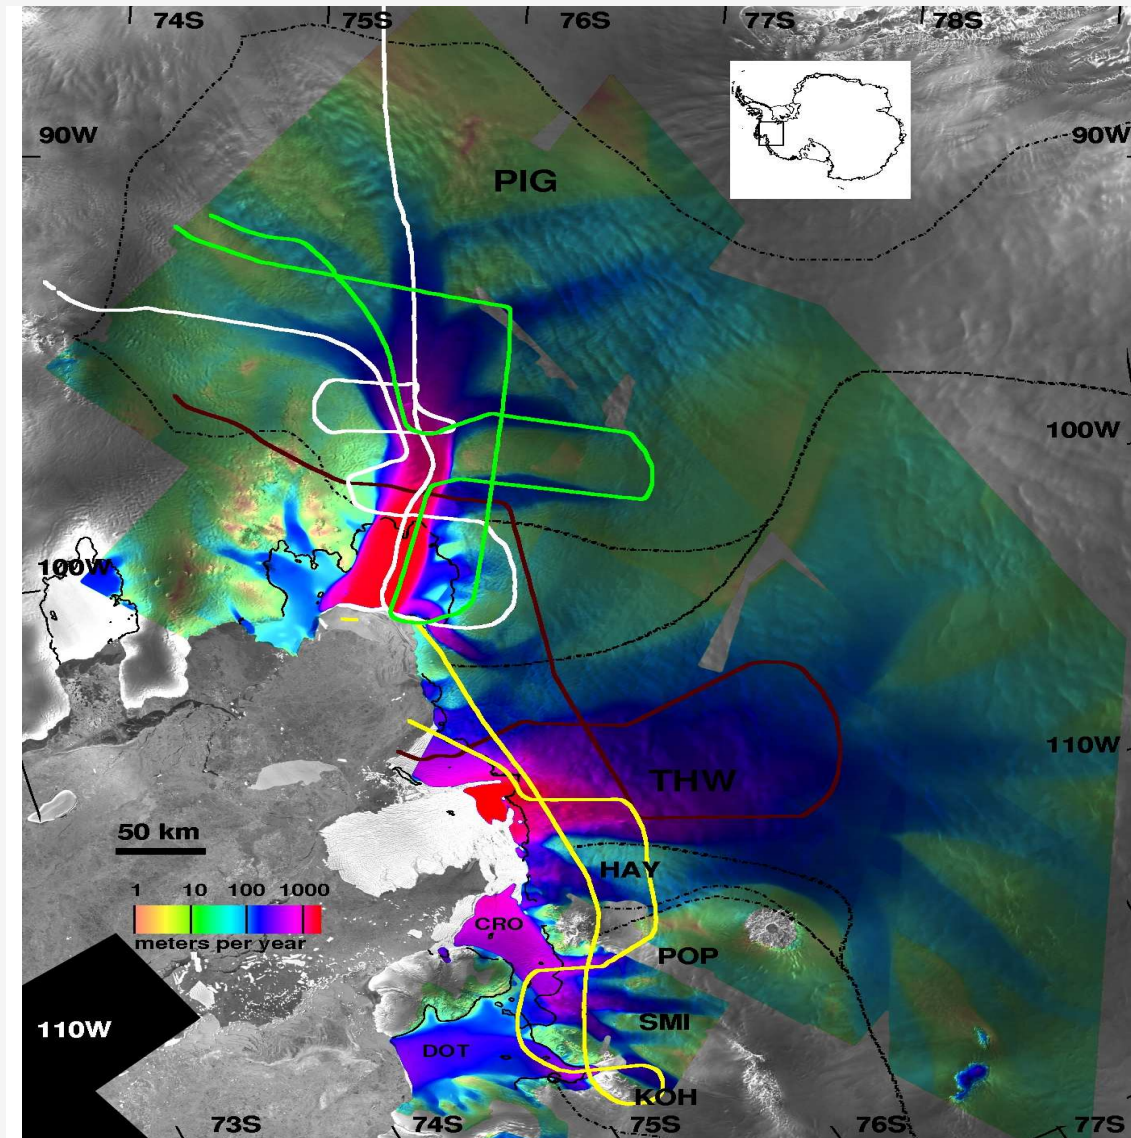 74S 75S 76S 77S 78S
90W 90W
PIG
100W
100W
110W
THW
50 km
HAY
1 10 100 1000
CRO
meters per year
POP
SMI
110W
DOT
KOH
73S 74S 75S 76S 77S